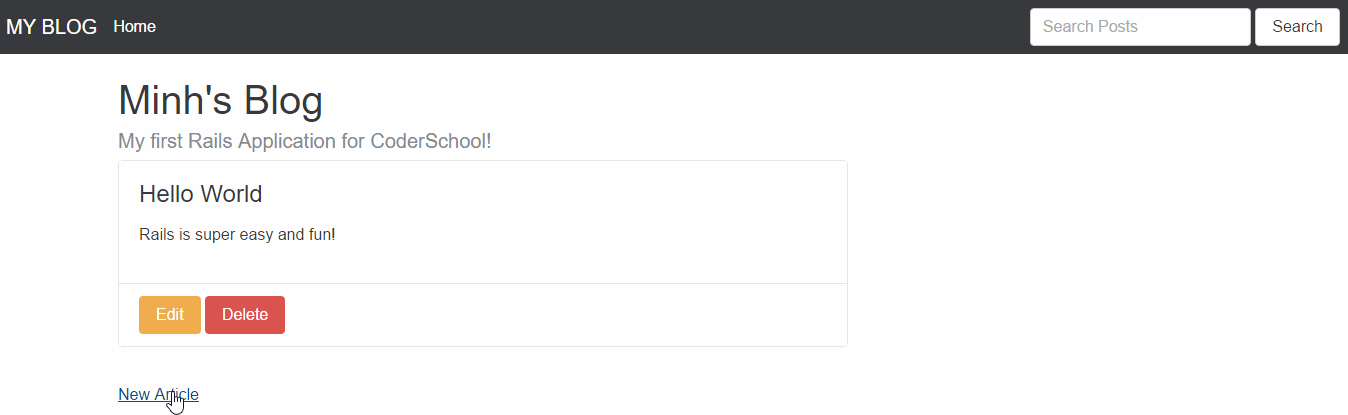 MY BLOG Home Search Posts Search
Minh's Blog
My first Rails Application for CoderSchool!
Hello World
Rails is super easy and fun!
Edit Delete
New Article